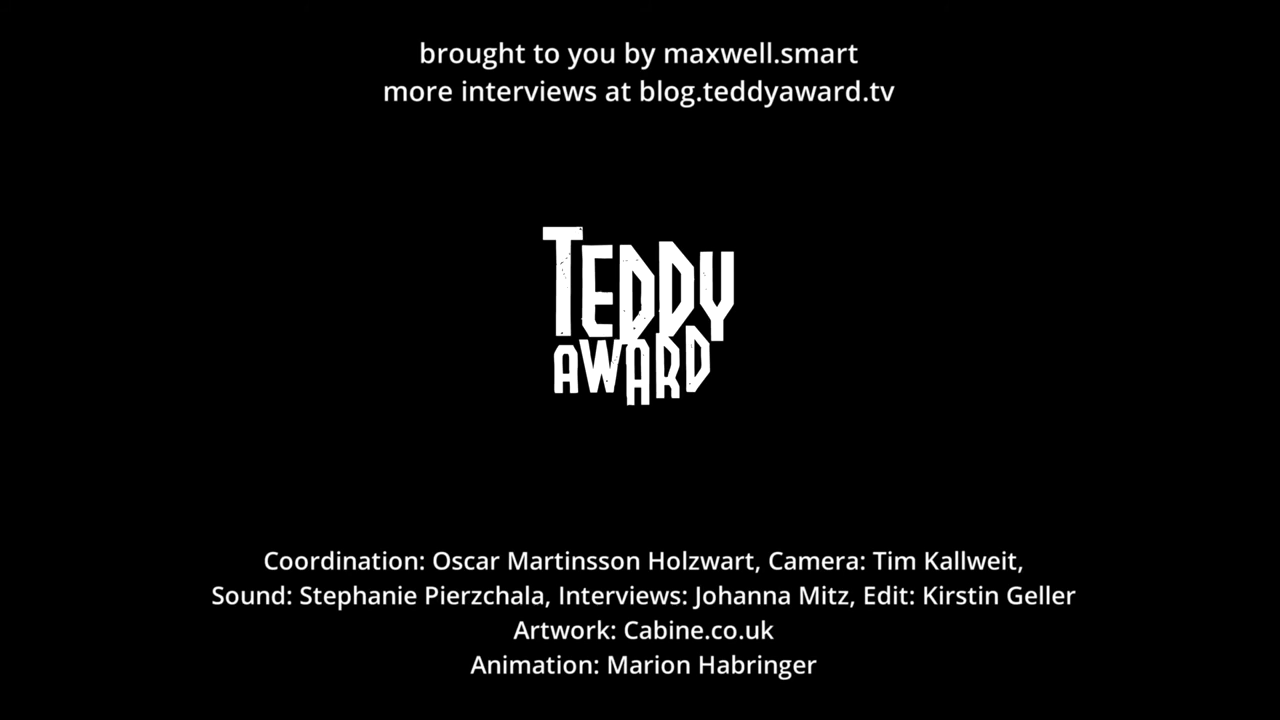 brought to you by maxwell.smart
more interviews at blog.teddyaward.tv
TEDDY
AWARD
Coordination: Oscar Martinsson Holzwart, Camera: Tim Kallweit,
Sound: Stephanie Pierzchala, Interviews: Johanna Mitz, Edit: Kirstin Geller
Artwork: Cabine.co.uk
Animation: Marion Habringer